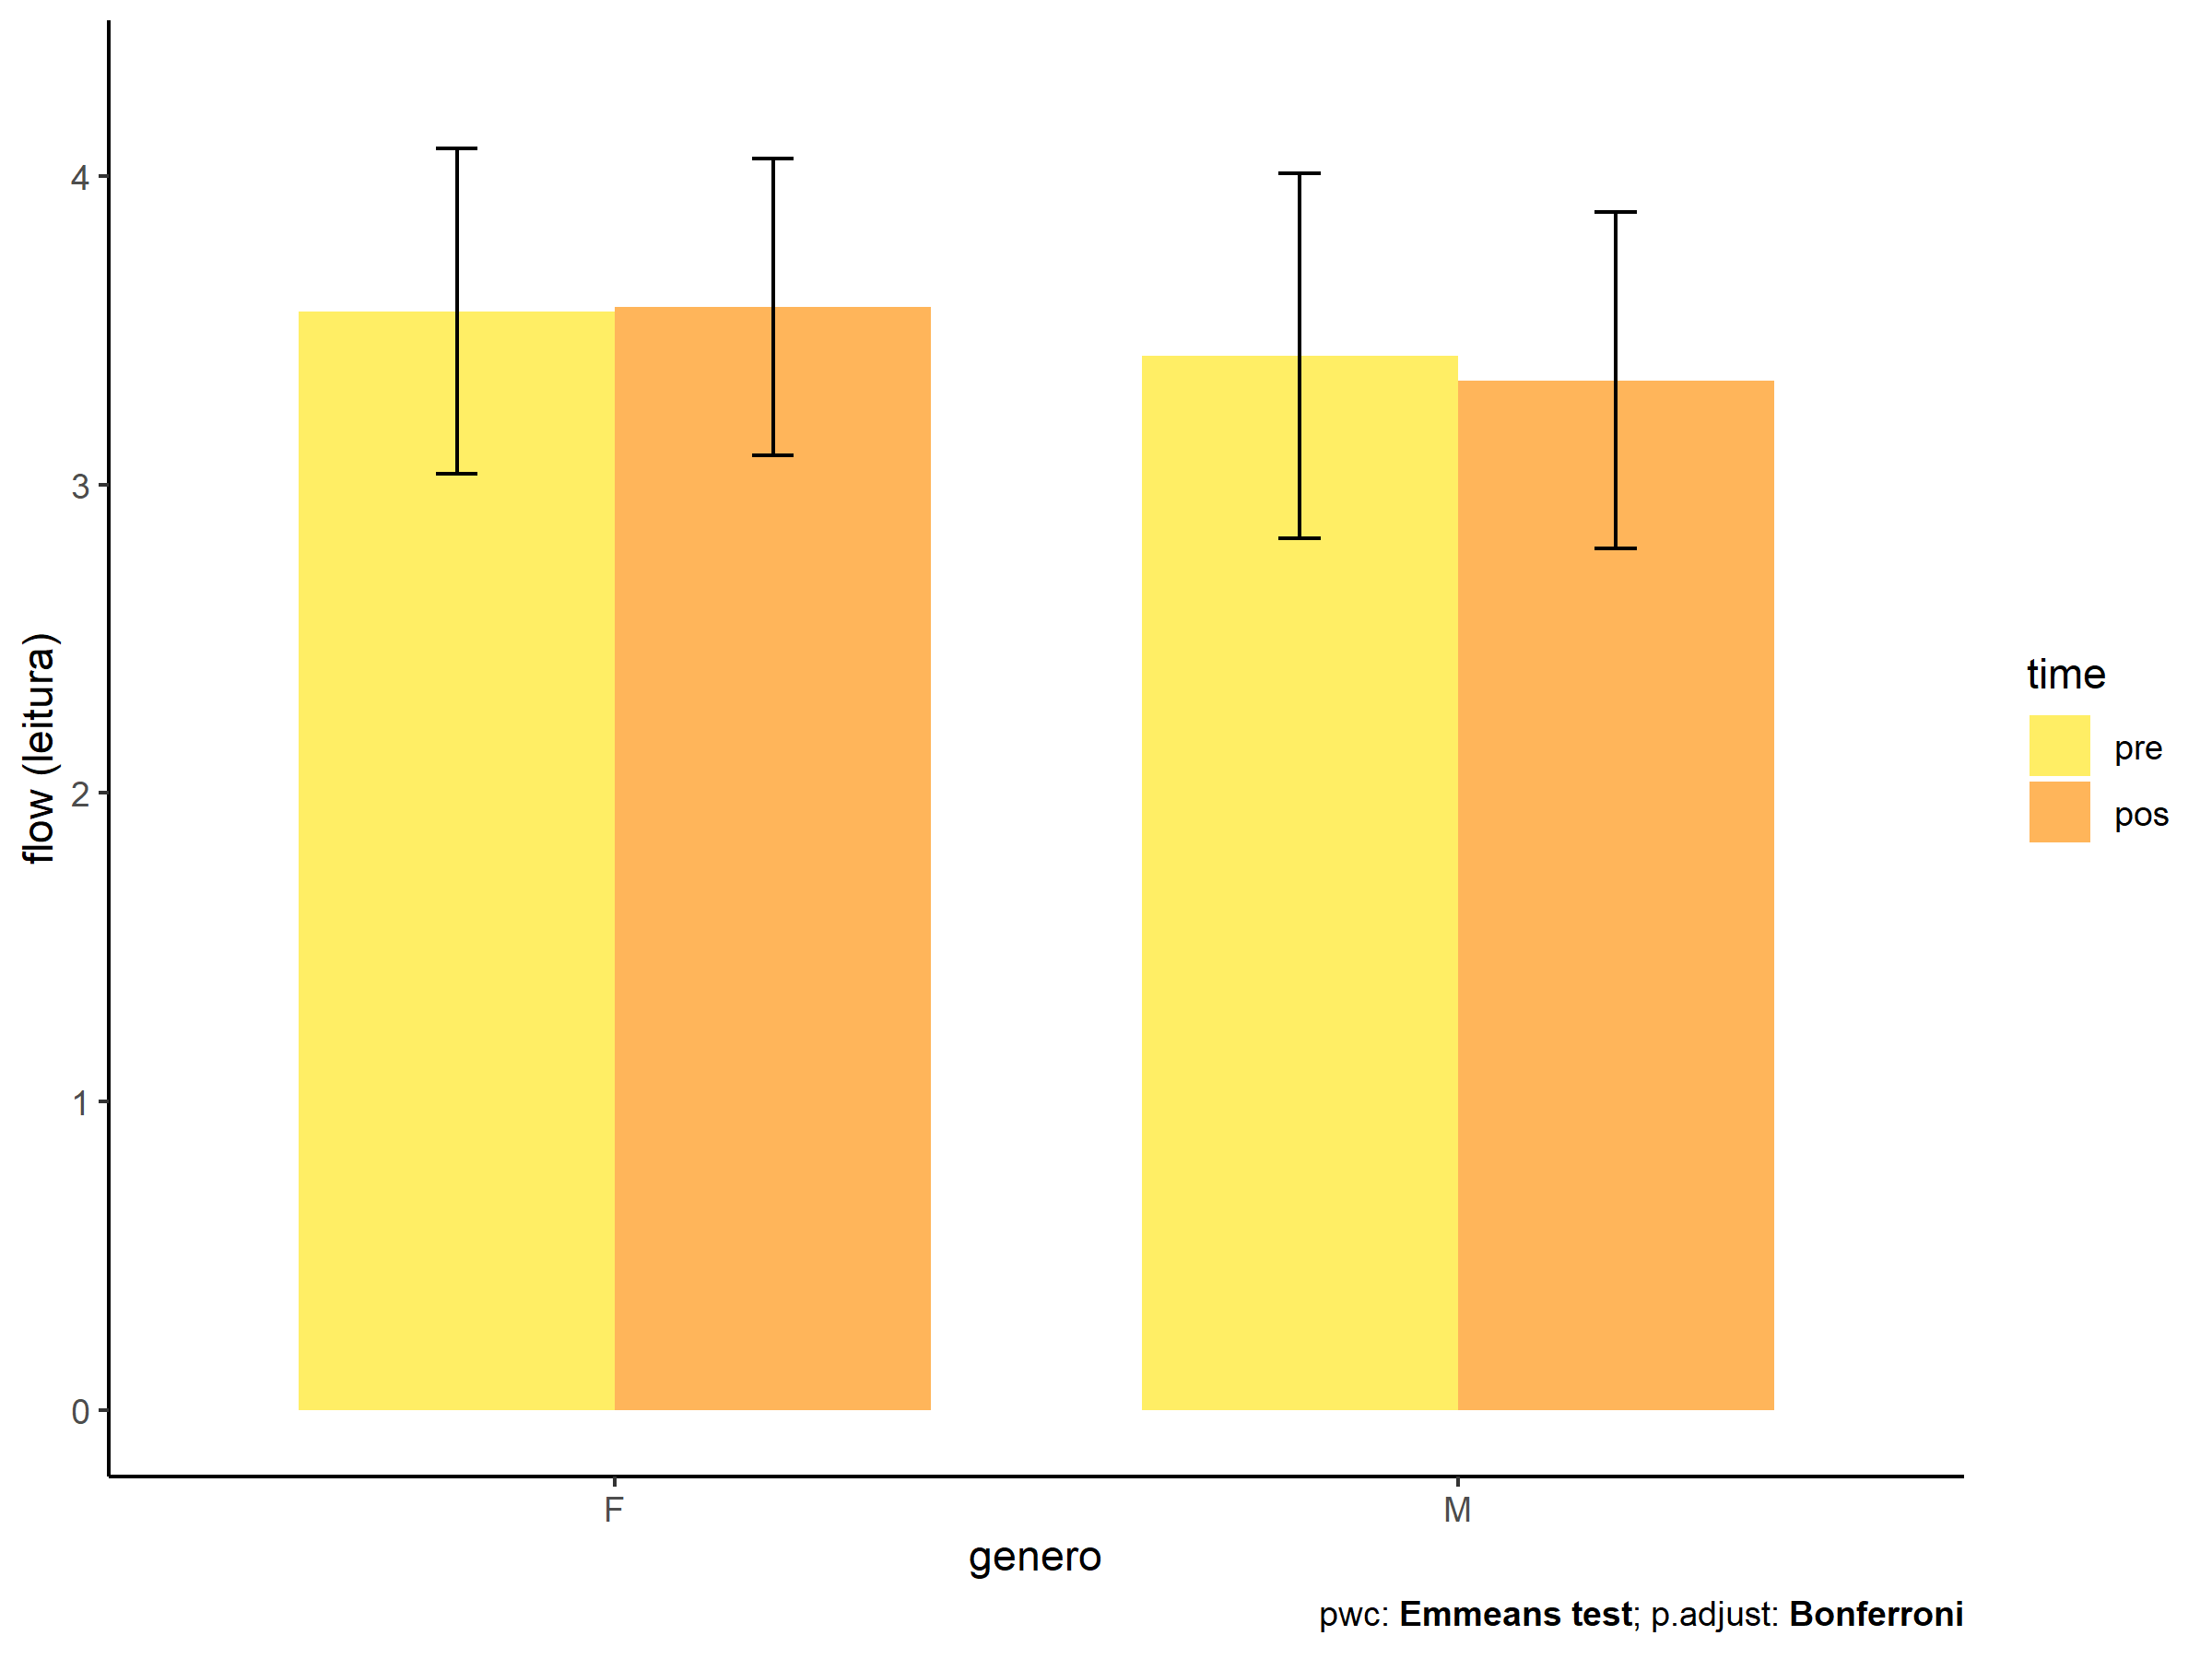 flow (leitura)
4
3
2
1
0
F
M
genero
time
pre
pos
pwc: Emmeans test; p.adjust: Bonferroni